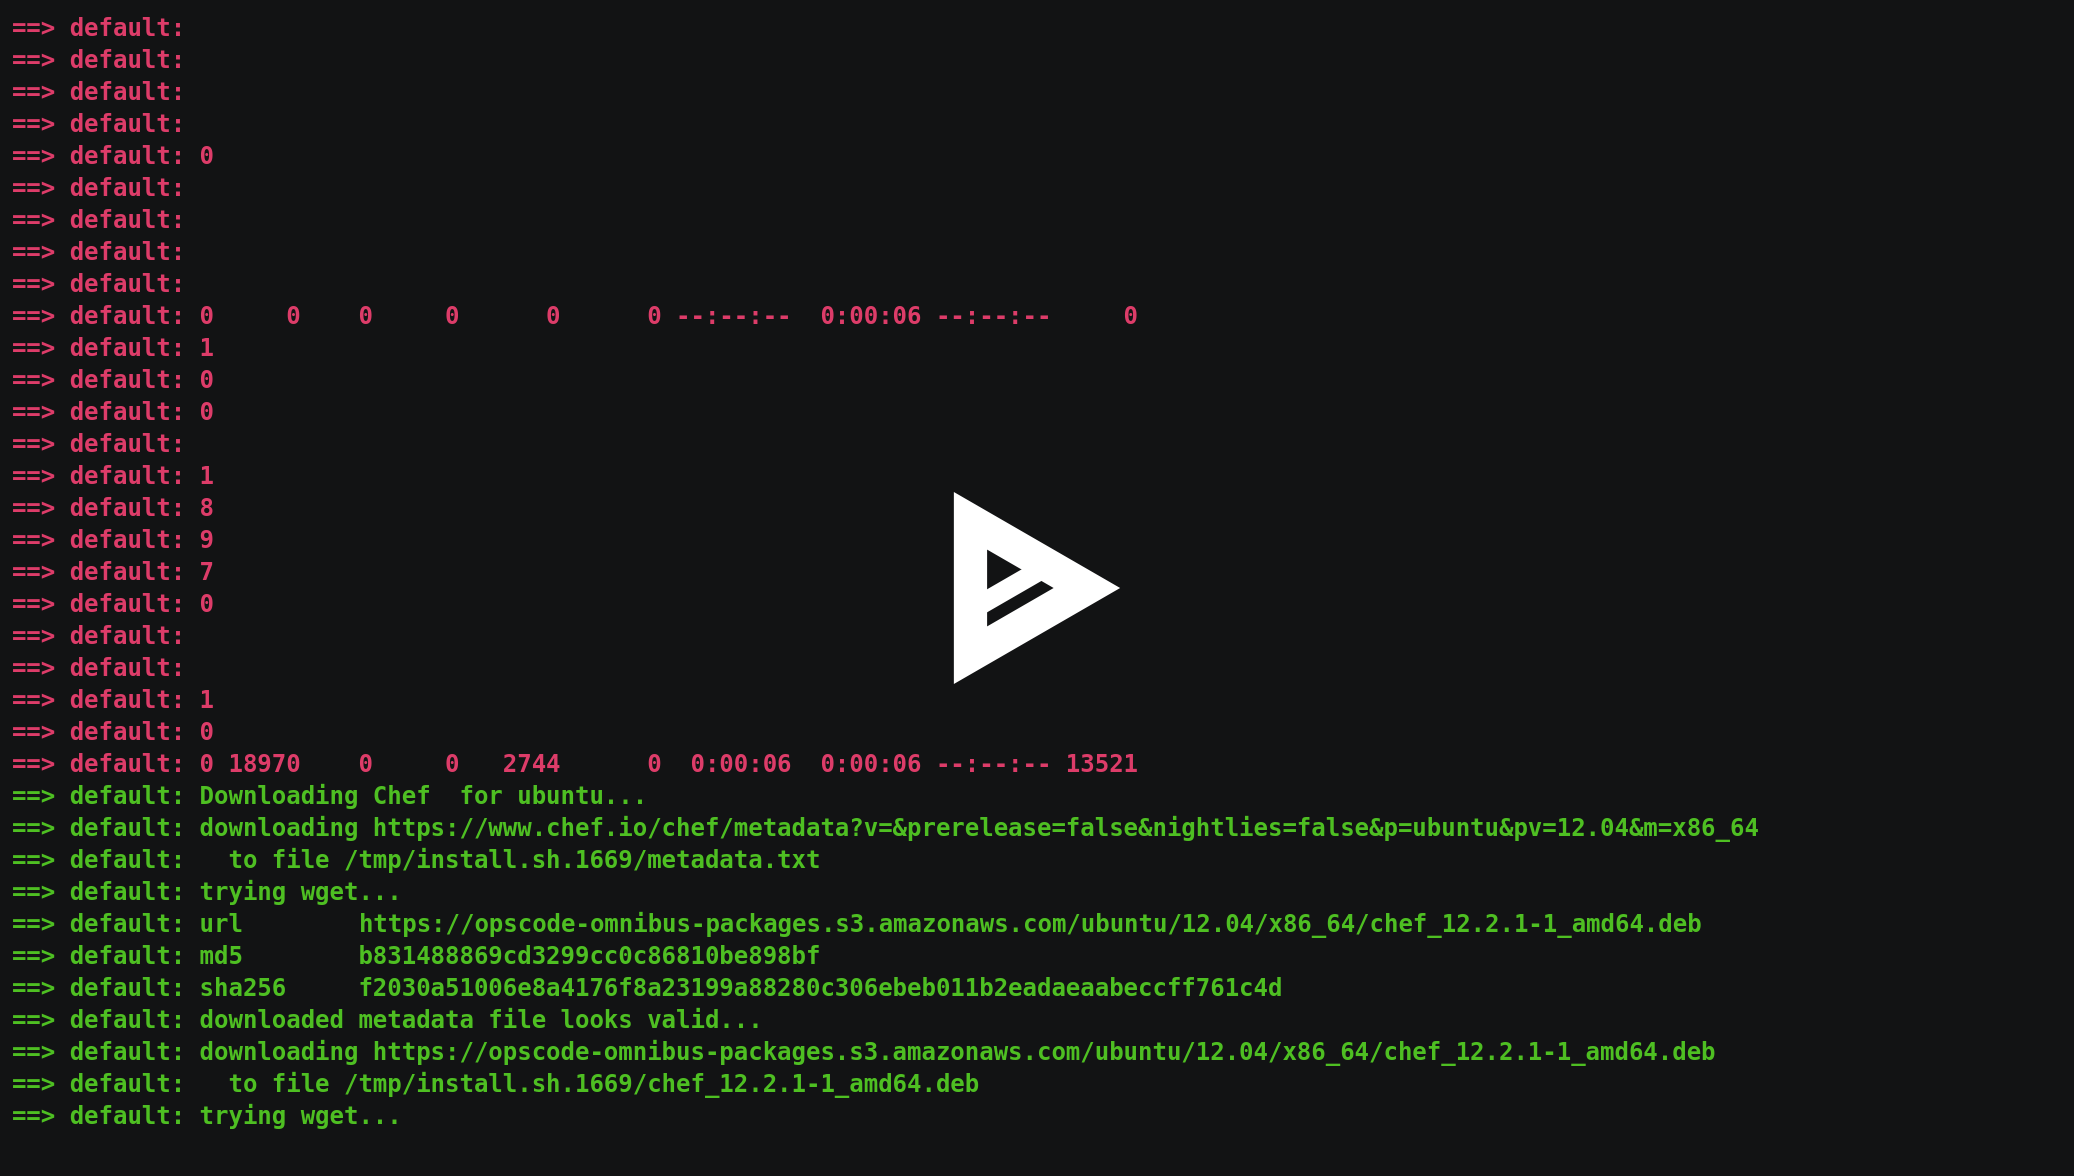 ==> default:
==> default:
==> default:
==> default:
==> default: 0
==> default:
==> default:
==> default:
==> default:
==> default: 0     0    0     0      0      0 --:--:--  0:00:06 --:--:--     0
==> default: 1
==> default: 0
==> default: 0
==> default:
==> default: 1
==> default: 8
==> default: 9
==> default: 7
==> default: 0
==> default:
==> default:
==> default: 1
==> default: 0
==> default: 0 18970    0     0   2744      0  0:00:06  0:00:06 --:--:-- 13521
==> default: Downloading Chef  for ubuntu...
==> default: downloading https://www.chef.io/chef/metadata?v=&prerelease=false&nightlies=false&p=ubuntu&pv=12.04&m=x86_64
==> default:   to file /tmp/install.sh.1669/metadata.txt
==> default: trying wget...
==> default: url        https://opscode-omnibus-packages.s3.amazonaws.com/ubuntu/12.04/x86_64/chef_12.2.1-1_amd64.deb
==> default: md5        b831488869cd3299cc0c86810be898bf
==> default: sha256     f2030a51006e8a4176f8a23199a88280c306ebeb011b2eadaeaabeccff761c4d
==> default: downloaded metadata file looks valid...
==> default: downloading https://opscode-omnibus-packages.s3.amazonaws.com/ubuntu/12.04/x86_64/chef_12.2.1-1_amd64.deb
==> default:   to file /tmp/install.sh.1669/chef_12.2.1-1_amd64.deb
==> default: trying wget...